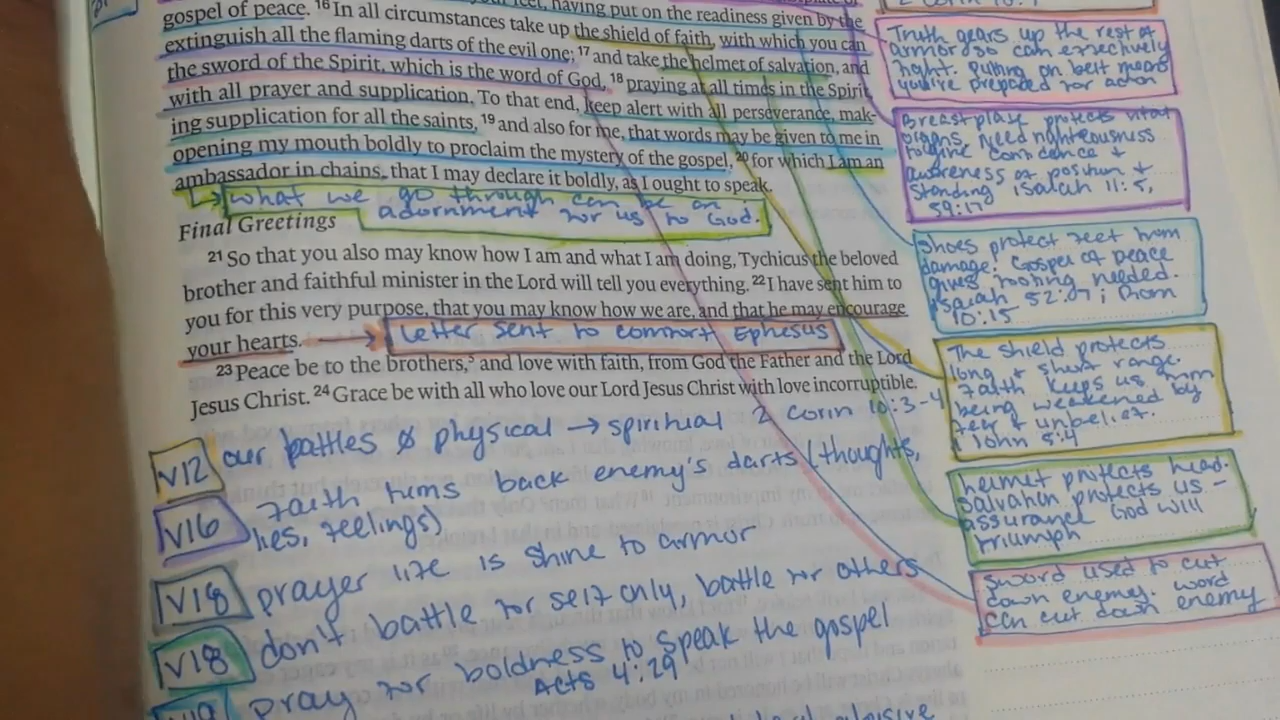 your feet, having put on the readiness given by the
gospel of peace. 16 In all circumstances take up the shield of faith, with which you can
extinguish all the flaming darts of the evil one; 17 and take the helmet of salvation, and
the sword of the Spirit, which is the word of God, 18 praying at all times in the Spirit,
with all prayer and supplication. To that end, keep alert with all perseverance, mak-
ing supplication for all the saints, 19 and also for me, that words may be given to me in
opening my mouth boldly to proclaim the mystery of the gospel, 20 for which I am an
ambassador in chains, that I may declare it boldly, as I ought to speak.
what we go through can be an
adornment for us to God.
Final Greetings
21 So that you also may know how I am and what I am doing, Tychicus the beloved
brother and faithful minister in the Lord will tell you everything. 22 I have sent him to
you for this very purpose, that you may know how we are, and that he may encourage
your hearts. → Letter sent to comfort Ephesus
23 Peace be to the brothers, and love with faith, from God the Father and the Lord
Jesus Christ. 24 Grace be with all who love our Lord Jesus Christ with love incorruptible.
V12 our battles ∅ physical → spiritual 2 Corin 10:3-4
V16 Faith turns back enemy's darts (thoughts,
lies, feelings)
V18 prayer life is shine to armor
V18 don't battle for self only, battle for others
V19 pray for boldness to speak the gospel
Acts 4:29
Truth gears up the rest of
armor so can effectively
fight. Putting on belt means
you're prepared for action
Breastplate protects vital
organs. Need righteousness
to give confidence +
awareness of position +
standing Isaiah 11:5,
59:17
Shoes protect feet from
damage. Gospel of peace
gives footing needed.
Isaiah 52:07; Rom
10:15
The shield protects
long + short range.
Faith keeps us from
being weakened by
fear & unbelief.
1 John 5:4
helmet protects head.
Salvation protects us -
assurance God will
triumph
Sword used to cut
down enemy. Word
can cut down enemy